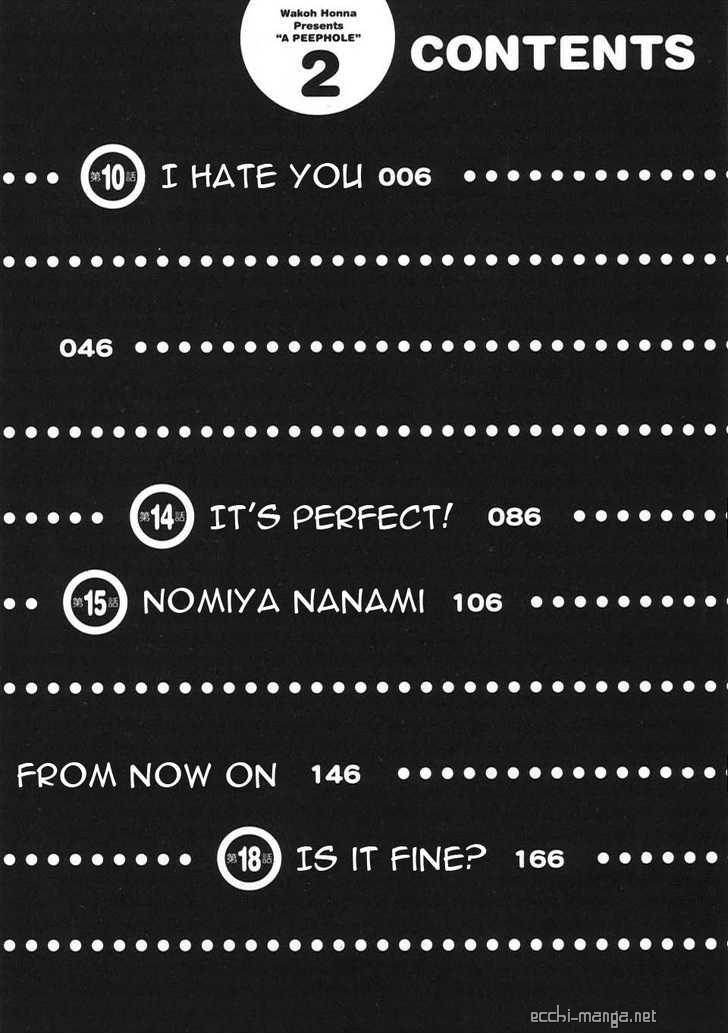 Wakoh Honna
Presents
"A PEEPHOLE"
2
CONTENTS
第10話 I HATE YOU 006
046
第14話 IT'S PERFECT! 086
第15話 NOMIYA NANAMI 106
FROM NOW ON 146
第18話 IS IT FINE? 166
ecchi-manga.net